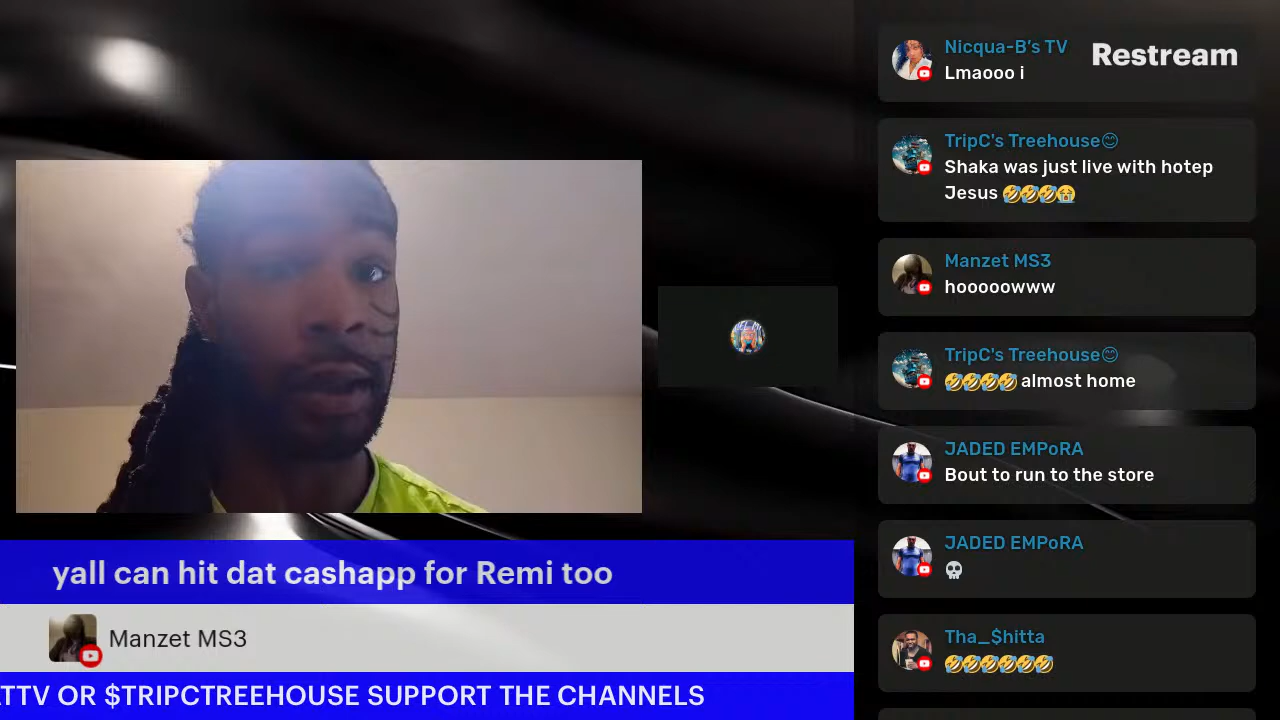 Nicqua-B's TV
Restream
Lmaooo i
TripC's Treehouse😊
Shaka was just live with hotep
Jesus 🤣🤣🤣😭
Manzet MS3
hooooowww
TripC's Treehouse😊
🤣🤣🤣🤣 almost home
JADED EMPoRA
Bout to run to the store
JADED EMPoRA
💀
Tha_$hitta
🤣🤣🤣🤣🤣🤣
yall can hit dat cashapp for Remi too
Manzet MS3
TTV OR $TRIPCTREEHOUSE SUPPORT THE CHANNELS